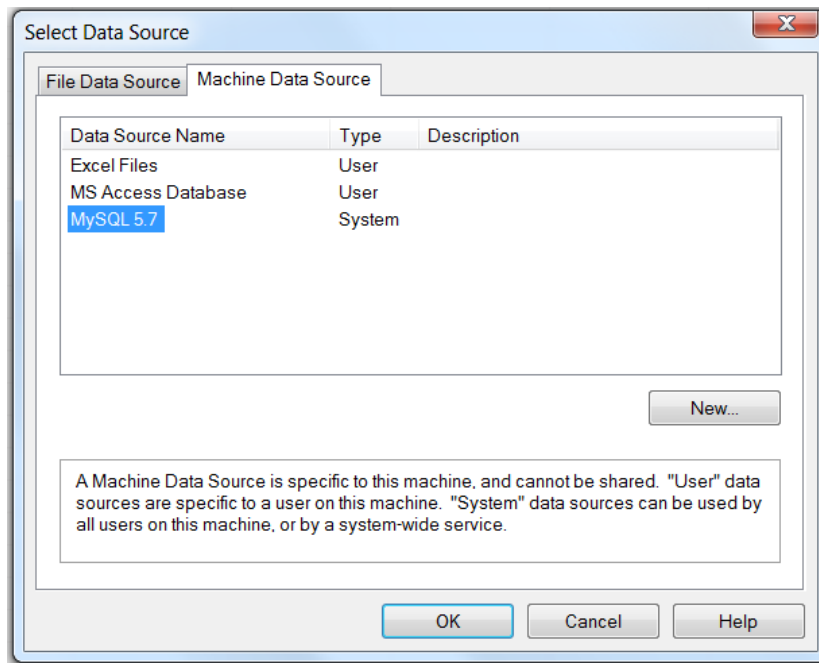 Select Data Source
X
File Data Source Machine Data Source
Data Source Name Type Description
Excel Files User
MS Access Database User
MySQL 5.7 System
New...
A Machine Data Source is specific to this machine, and cannot be shared. "User" data
sources are specific to a user on this machine. "System" data sources can be used by
all users on this machine, or by a system-wide service.
OK Cancel Help